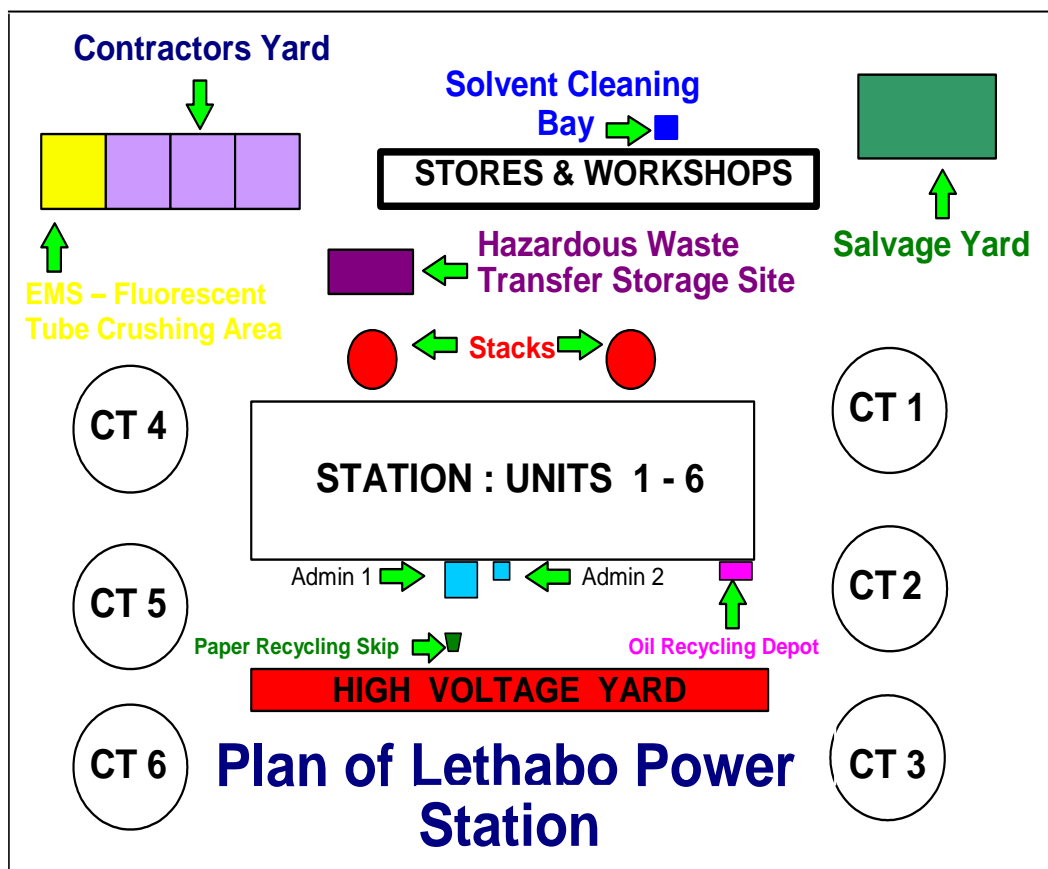 Contractors Yard
Solvent Cleaning
Bay
STORES & WORKSHOPS
Salvage Yard
Hazardous Waste
Transfer Storage Site
EMS – Fluorescent
Tube Crushing Area
Stacks
CT 4
CT 1
STATION : UNITS 1 - 6
Admin 1
Admin 2
CT 5
CT 2
Paper Recycling Skip
Oil Recycling Depot
HIGH VOLTAGE YARD
CT 6
CT 3
Plan of Lethabo Power
Station